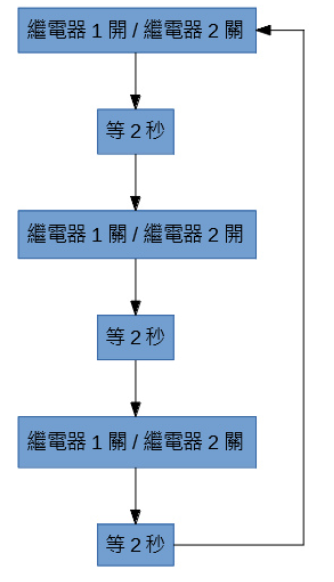 繼電器 1 開 / 繼電器 2 關
等 2 秒
繼電器 1 關 / 繼電器 2 開
等 2 秒
繼電器 1 關 / 繼電器 2 關
等 2 秒